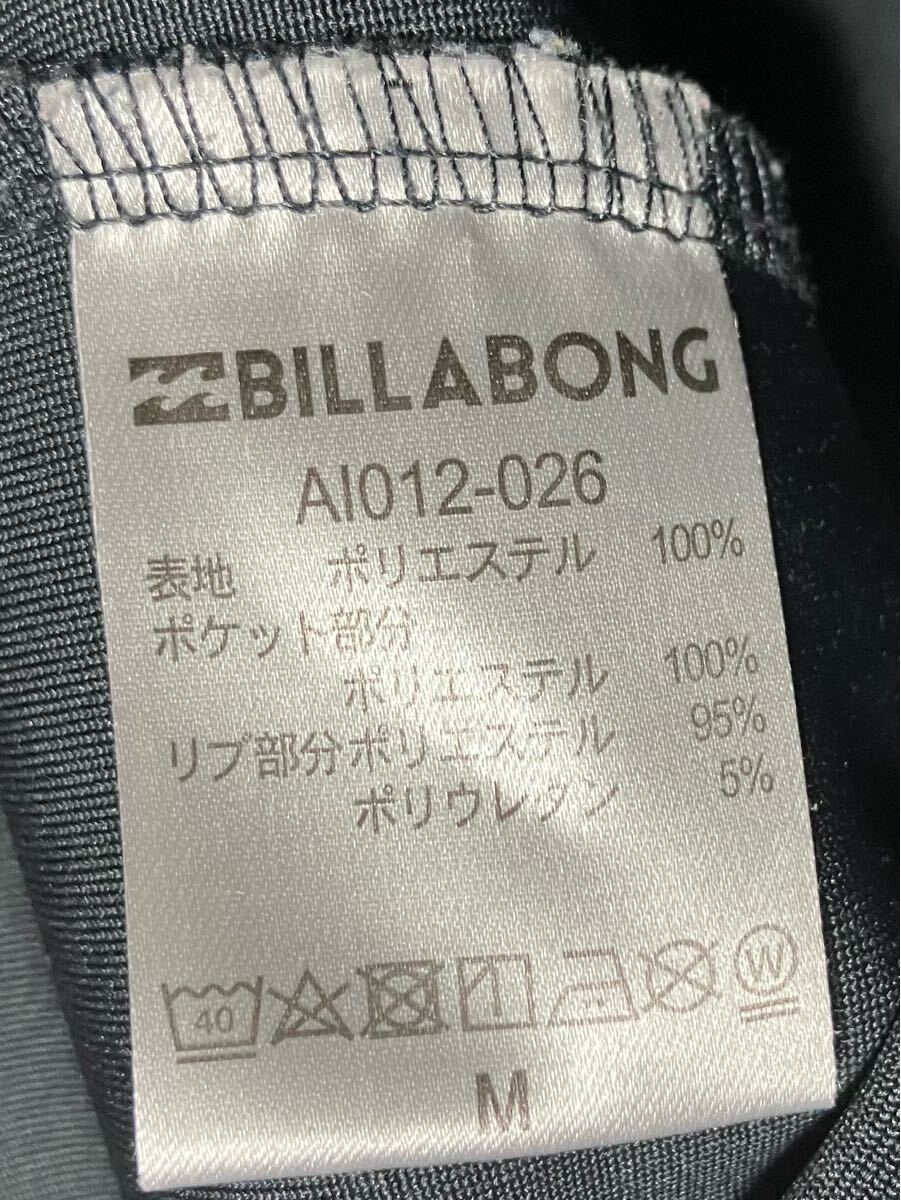 BILLABONG
AI012-026
表地 ポリエステル 100%
ポケット部分
ポリエステル 100%
リブ部分ポリエステル 95%
ポリウレタン 5%
40 W
M